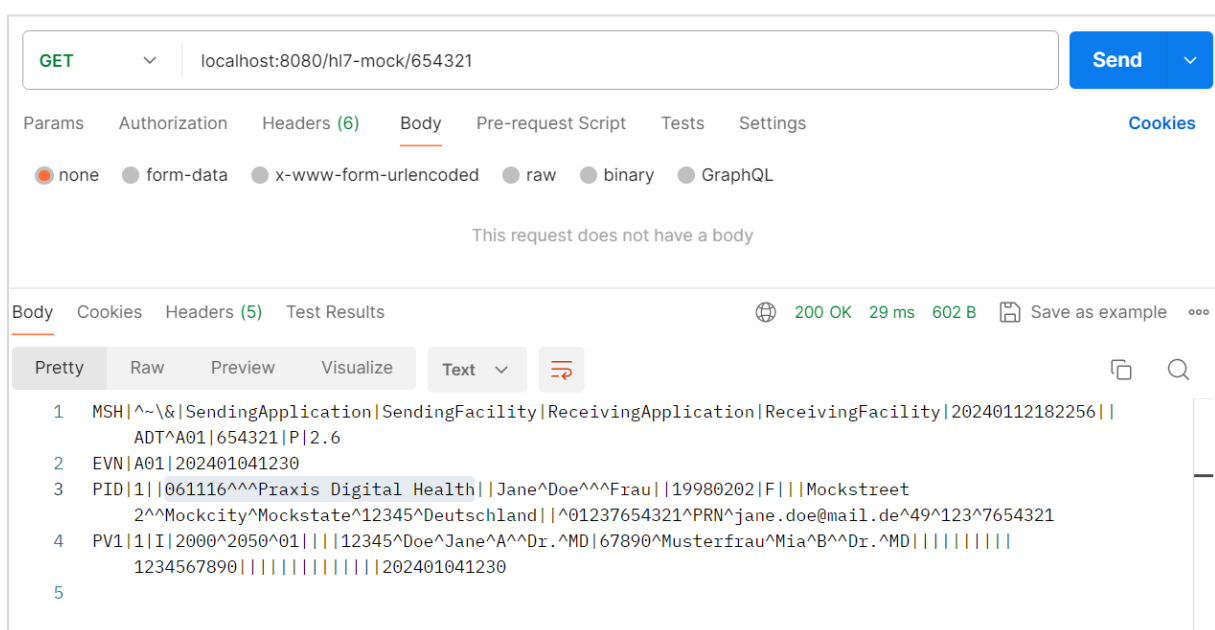 GET localhost:8080/hl7-mock/654321 Send
Params Authorization Headers (6) Body Pre-request Script Tests Settings Cookies
none form-data x-www-form-urlencoded raw binary GraphQL
This request does not have a body
Body Cookies Headers (5) Test Results 200 OK 29 ms 602 B Save as example
Pretty Raw Preview Visualize Text
1 MSH|^~\&|SendingApplication|SendingFacility|ReceivingApplication|ReceivingFacility|20240112182256||
ADT^A01|654321|P|2.6
2 EVN|A01|202401041230
3 PID|1||061116^^^Praxis Digital Health||Jane^Doe^^^Frau||19980202|F|||Mockstreet
2^^Mockcity^Mockstate^12345^Deutschland||^01237654321^PRN^jane.doe@mail.de^49^123^7654321
4 PV1|1|I|2000^2050^01||||12345^Doe^Jane^A^^Dr.^MD|67890^Musterfrau^Mia^B^^Dr.^MD||||||||||
1234567890|||||||||||||||202401041230
5